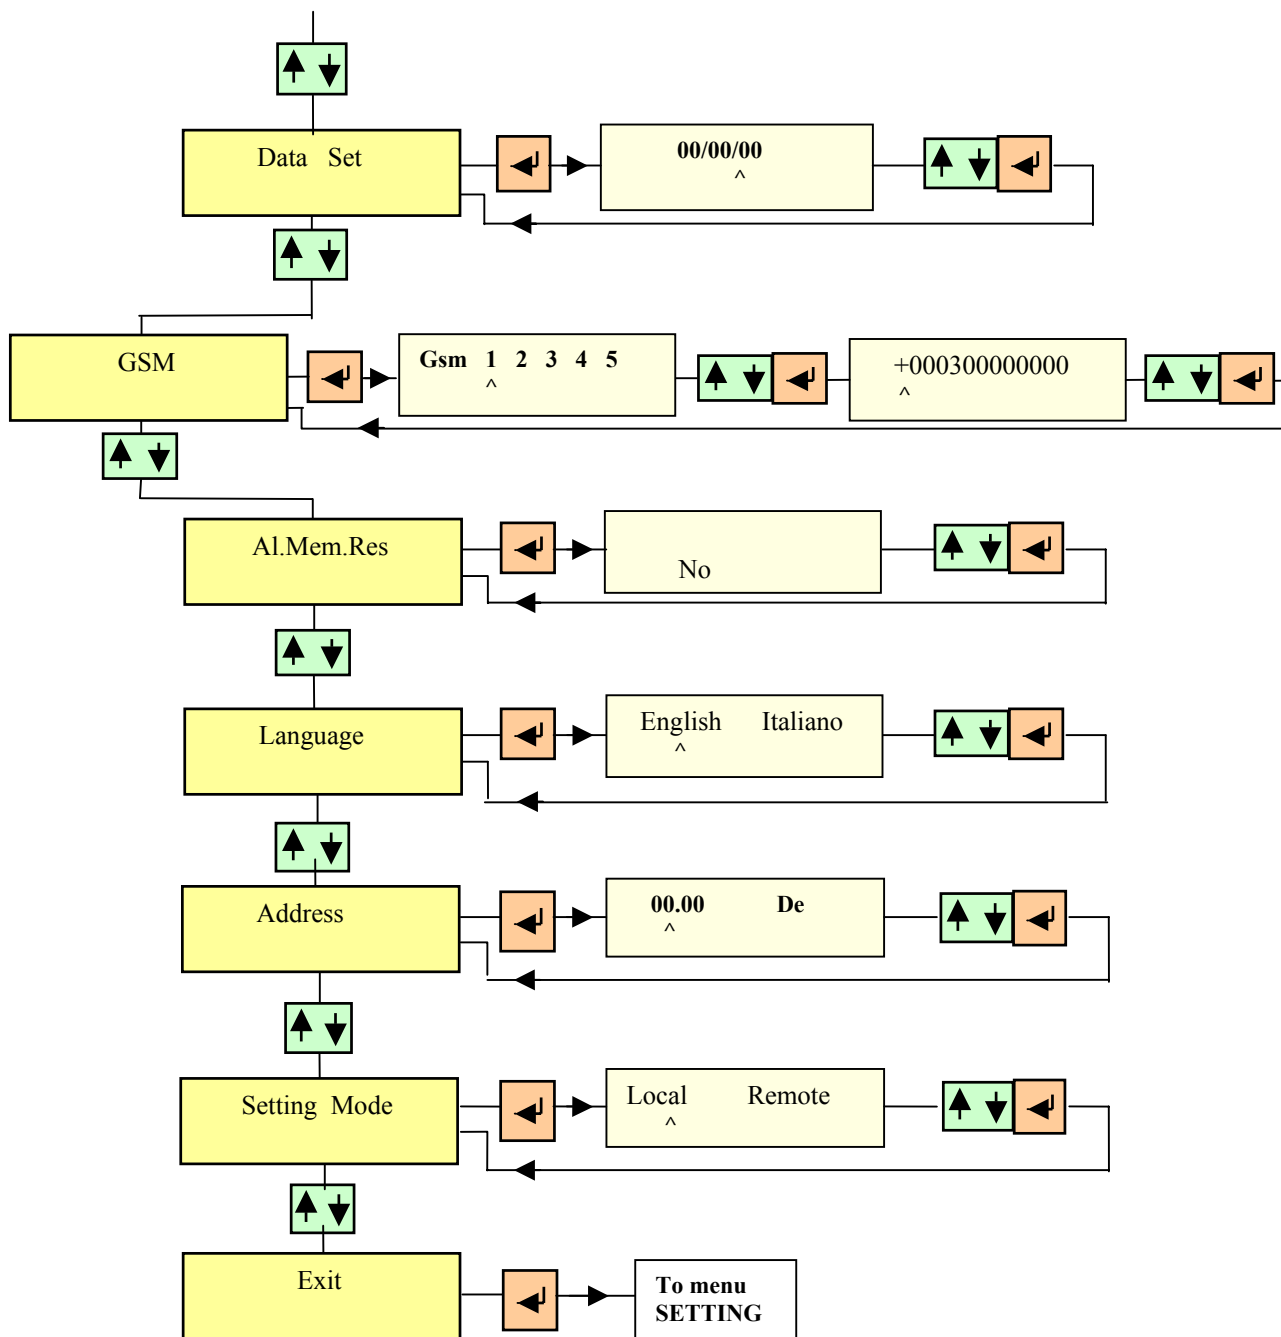 Data Set
00/00/00
^
GSM
Gsm 1 2 3 4 5
^
+000300000000
^
Al.Mem.Res
No
Language
English Italiano
^
Address
00.00 De
^
Setting Mode
Local Remote
^
Exit
To menu
SETTING